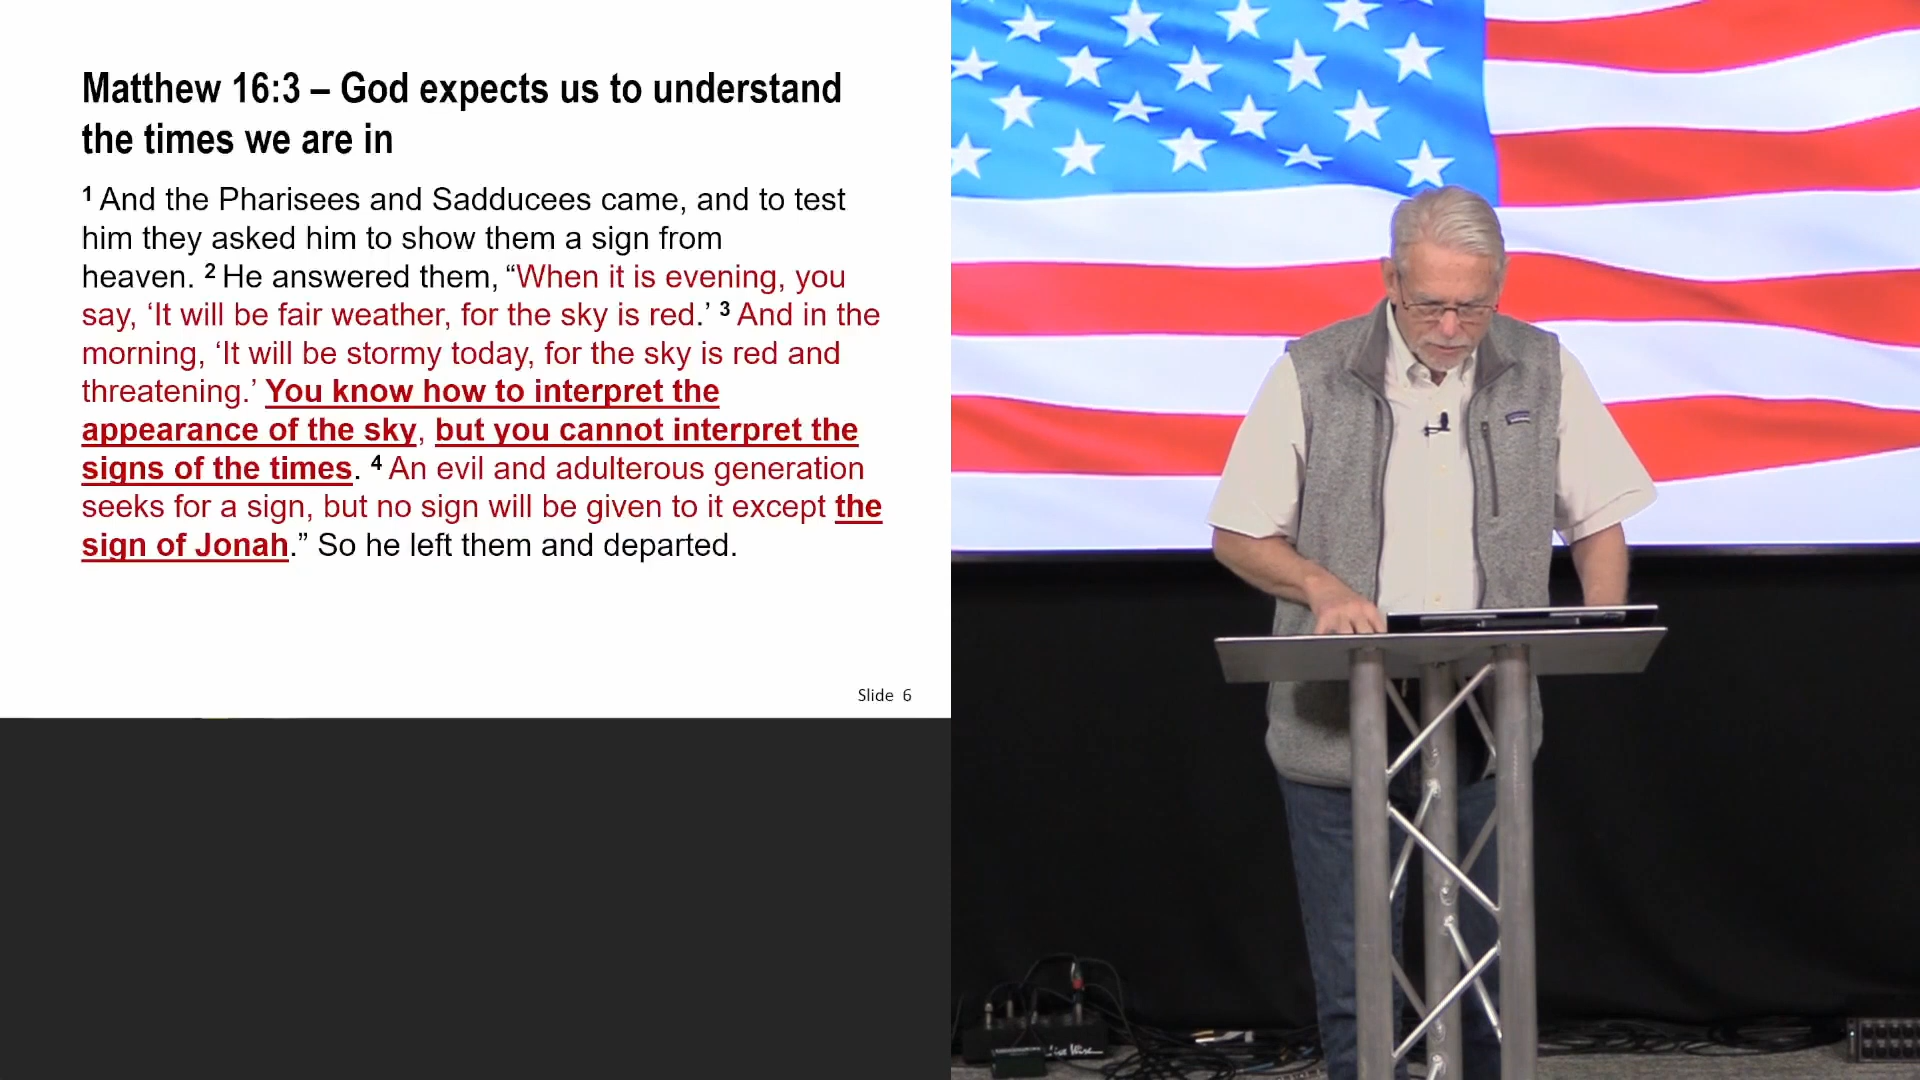 Matthew 16:3 – God expects us to understand
the times we are in
1 And the Pharisees and Sadducees came, and to test
him they asked him to show them a sign from
heaven. 2 He answered them, “When it is evening, you
say, ‘It will be fair weather, for the sky is red.’ 3 And in the
morning, ‘It will be stormy today, for the sky is red and
threatening.’ You know how to interpret the
appearance of the sky, but you cannot interpret the
signs of the times. 4 An evil and adulterous generation
seeks for a sign, but no sign will be given to it except the
sign of Jonah.” So he left them and departed.
Slide 6
Live Wire